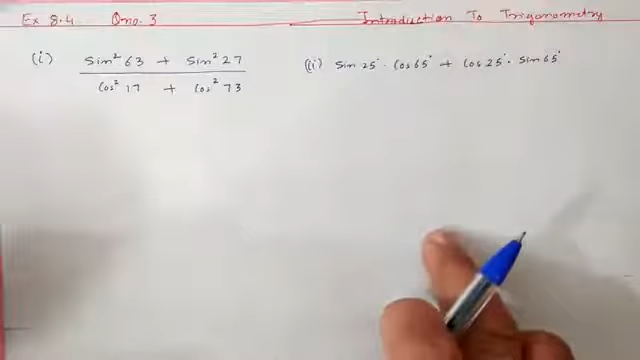 Ex 8.4 Qno. 3 Introduction To Trigonometry
(i) Sin² 63 + Sin² 27
Cos² 17 + Cos² 73
(ii) Sin 25° · Cos 65° + Cos 25° · Sin 65°